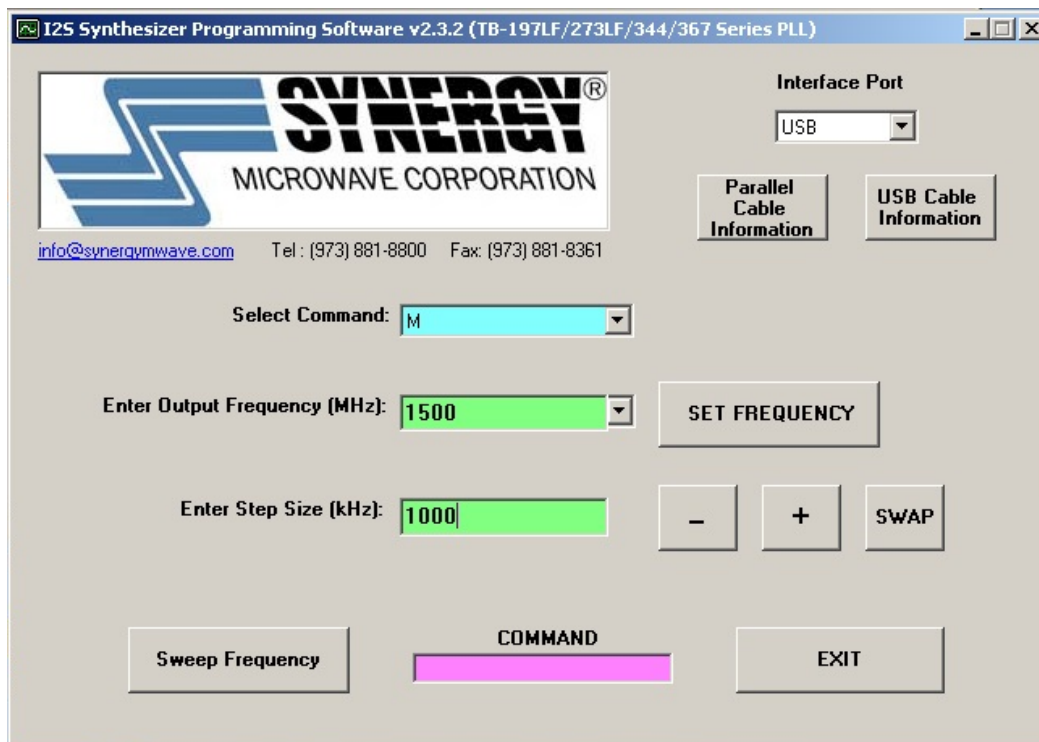 I2S Synthesizer Programming Software v2.3.2 (TB-197LF/273LF/344/367 Series PLL)
SYNERGY®
MICROWAVE CORPORATION
info@synergymwave.com Tel : (973) 881-8800 Fax: (973) 881-8361
Interface Port
USB
Parallel
Cable
Information
USB Cable
Information
Select Command: M
Enter Output Frequency (MHz): 1500
SET FREQUENCY
Enter Step Size (kHz): 1000
- + SWAP
Sweep Frequency
COMMAND
EXIT